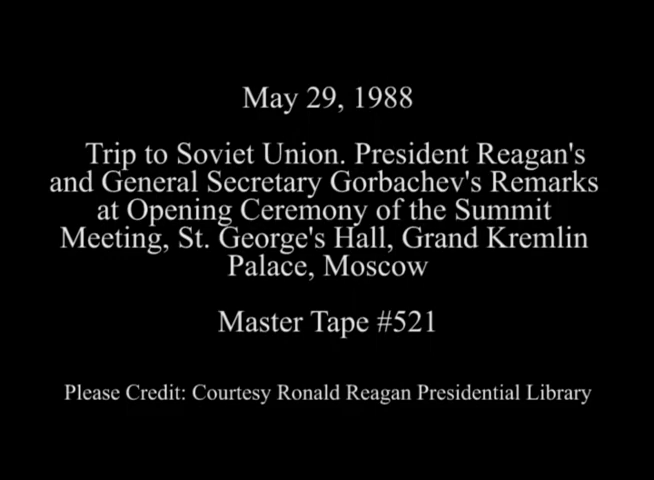 May 29, 1988
Trip to Soviet Union. President Reagan's
and General Secretary Gorbachev's Remarks
at Opening Ceremony of the Summit
Meeting, St. George's Hall, Grand Kremlin
Palace, Moscow
Master Tape #521
Please Credit: Courtesy Ronald Reagan Presidential Library